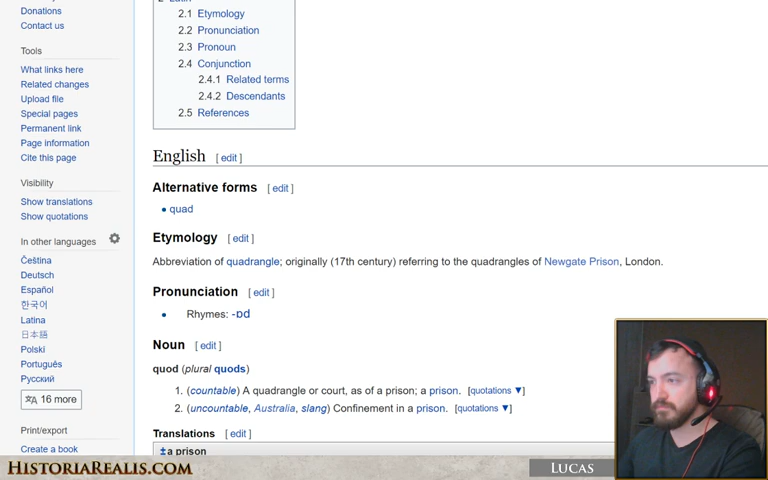 Donations
Contact us
Tools
What links here
Related changes
Upload file
Special pages
Permanent link
Page information
Cite this page
Visibility
Show translations
Show quotations
In other languages
Čeština
Deutsch
Español
한국어
Latina
日本語
Polski
Português
Русский
16 more
Print/export
Create a book
2.1 Etymology
2.2 Pronunciation
2.3 Pronoun
2.4 Conjunction
2.4.1 Related terms
2.4.2 Descendants
2.5 References
English [ edit ]
Alternative forms [ edit ]
• quad
Etymology [ edit ]
Abbreviation of quadrangle; originally (17th century) referring to the quadrangles of Newgate Prison, London.
Pronunciation [ edit ]
• Rhymes: -ɒd
Noun [ edit ]
quod (plural quods)
1. (countable) A quadrangle or court, as of a prison; a prison. [quotations ▼]
2. (uncountable, Australia, slang) Confinement in a prison. [quotations ▼]
Translations [ edit ]
±a prison
HISTORIAREALIS.COM
LUCAS